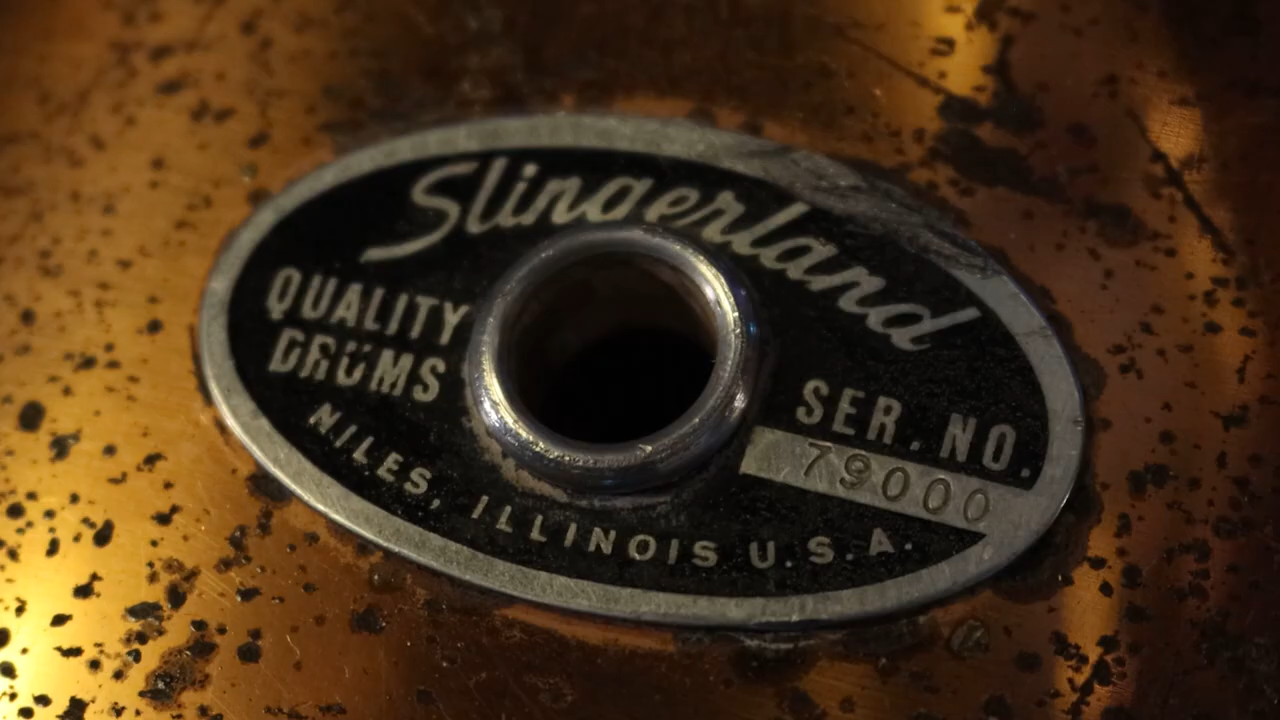 Slingerland
QUALITY
DRUMS
SER. NO.
79000
NILES, ILLINOIS U.S.A.